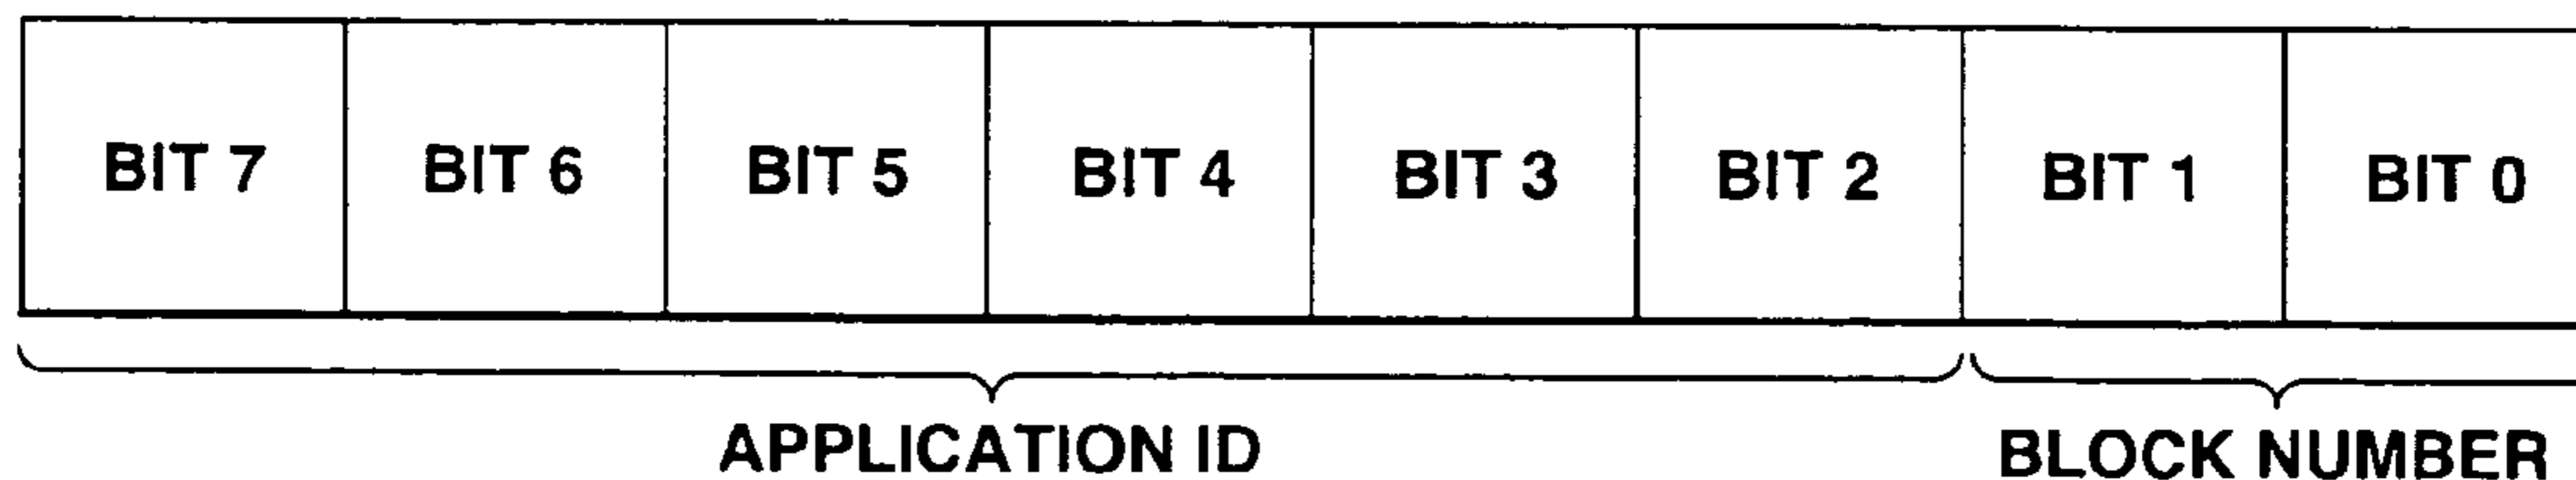 BIT 7 BIT 6 BIT 5 BIT 4 BIT 3 BIT 2 BIT 1 BIT 0
APPLICATION ID BLOCK NUMBER